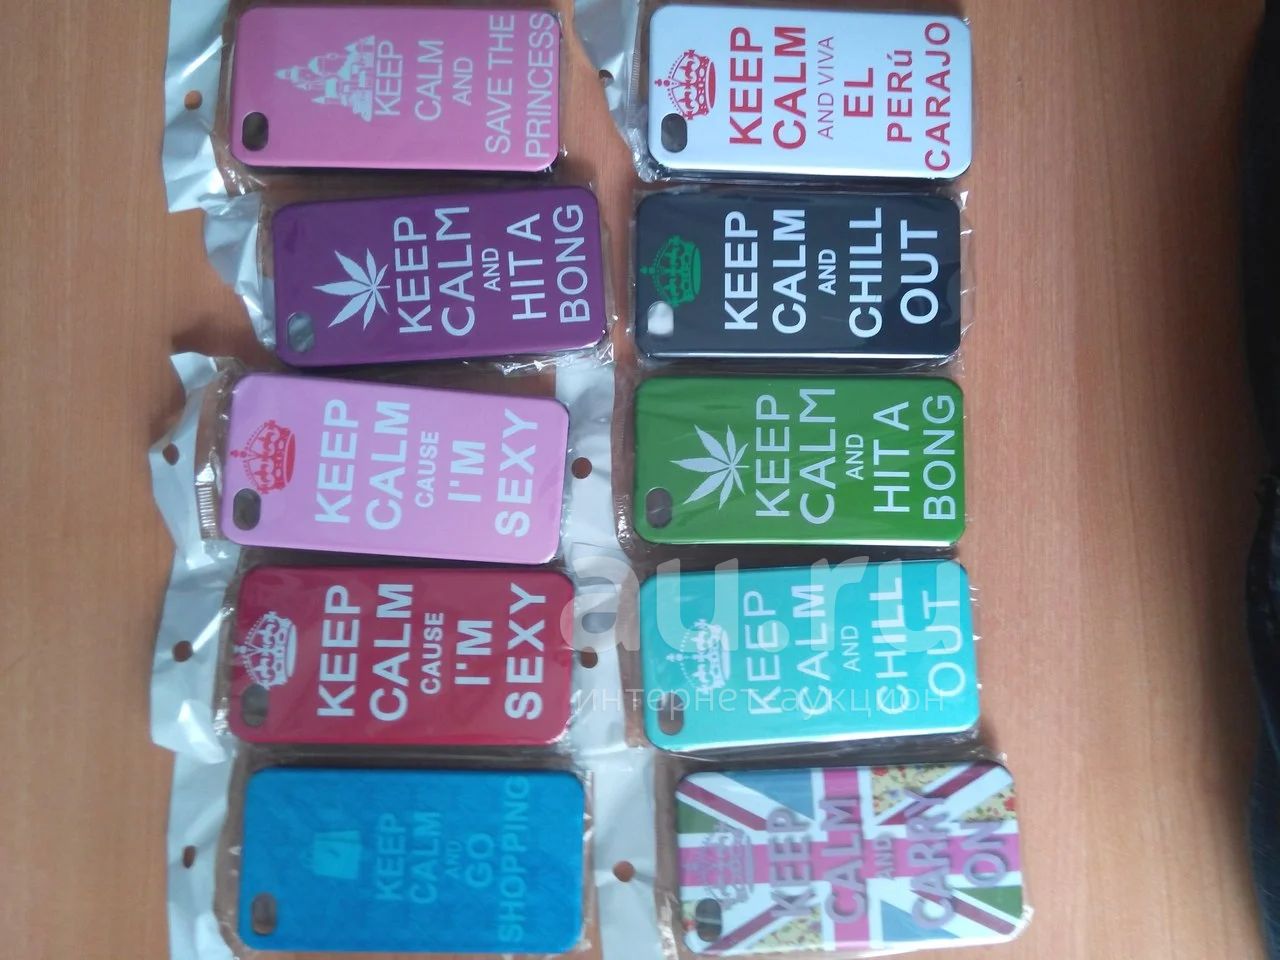 KEEP
CALM
AND
SAVE THE
PRINCESS
KEEP
CALM
AND VIVA
EL
PERÚ
CARAJO
KEEP
CALM
AND
HIT A
BONG
KEEP
CALM
AND
CHILL
OUT
KEEP
CALM
CAUSE
I'M
SEXY
KEEP
CALM
AND
HIT A
BONG
KEEP
CALM
CAUSE
I'M
SEXY
KEEP
CALM
AND
CHILL
OUT
KEEP
CALM
AND
GO
SHOPPING
KEEP
CALM
AND
CARRY
ON
au.ru
интернет-аукцион